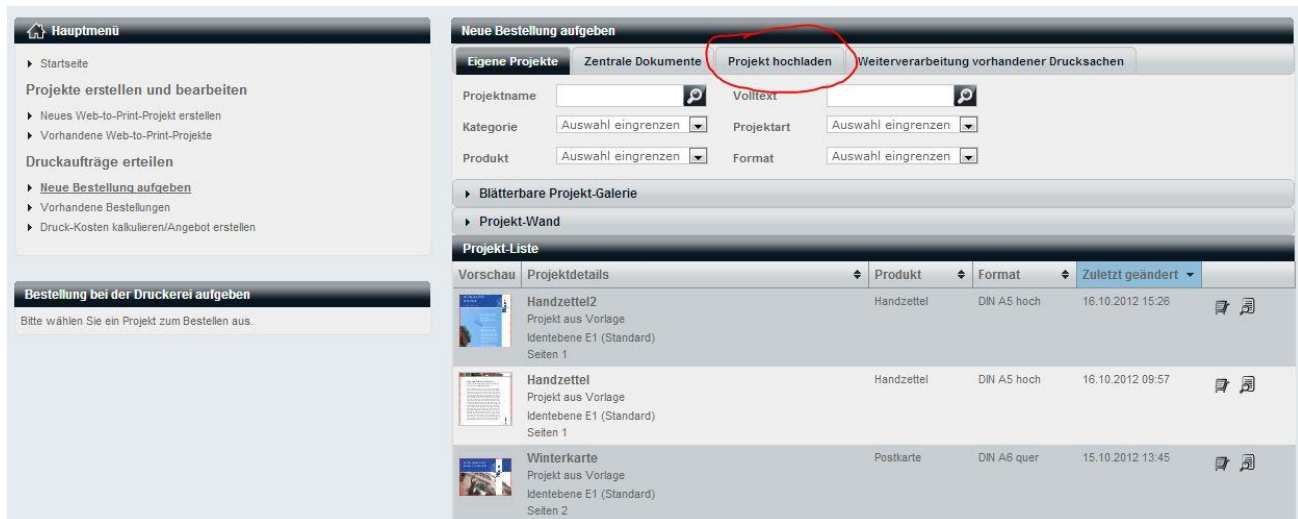 Hauptmenü
Startseite
Projekte erstellen und bearbeiten
Neues Web-to-Print-Projekt erstellen
Vorhandene Web-to-Print-Projekte
Druckaufträge erteilen
Neue Bestellung aufgeben
Vorhandene Bestellungen
Druck-Kosten kalkulieren/Angebot erstellen
Bestellung bei der Druckerei aufgeben
Bitte wählen Sie ein Projekt zum Bestellen aus.
Neue Bestellung aufgeben
Eigene Projekte Zentrale Dokumente Projekt hochladen Weiterverarbeitung vorhandener Drucksachen
Projektname Volltext
Kategorie Auswahl eingrenzen Projektart Auswahl eingrenzen
Produkt Auswahl eingrenzen Format Auswahl eingrenzen
Blätterbare Projekt-Galerie
Projekt-Wand
Projekt-Liste
Vorschau Projektdetails Produkt Format Zuletzt geändert
Handzettel2 Handzettel DIN A5 hoch 16.10.2012 15:26
Projekt aus Vorlage
Identebene E1 (Standard)
Seiten 1
Handzettel Handzettel DIN A5 hoch 16.10.2012 09:57
Projekt aus Vorlage
Identebene E1 (Standard)
Seiten 1
Winterkarte Postkarte DIN A6 quer 15.10.2012 13:45
Projekt aus Vorlage
Identebene E1 (Standard)
Seiten 2